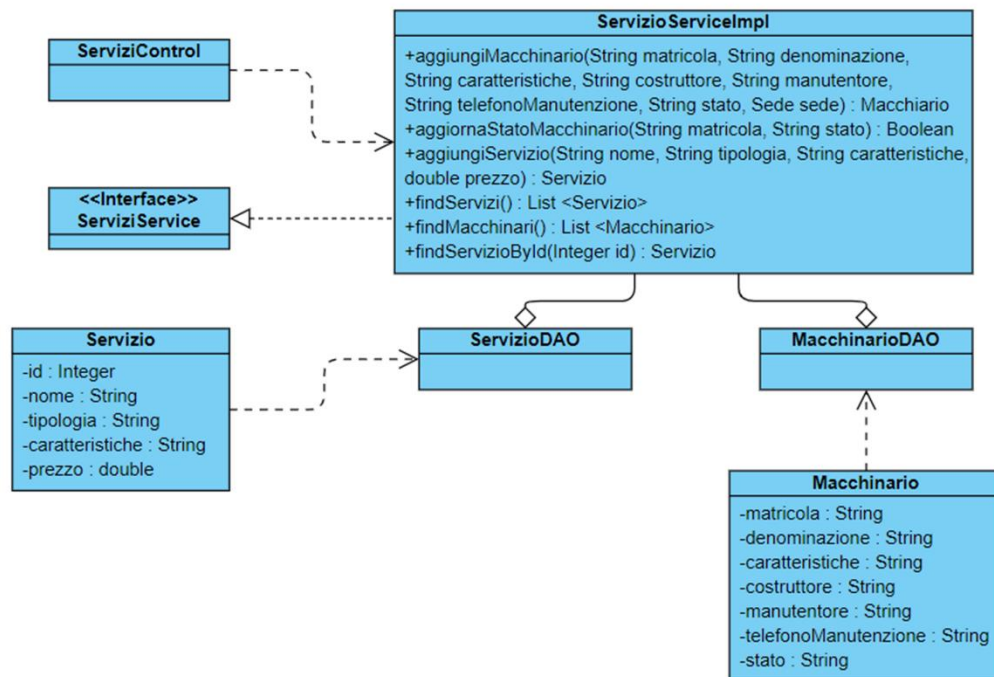 ServiziControl
ServizioServiceImpl
+aggiungiMacchinario(String matricola, String denominazione,
String caratteristiche, String costruttore, String manutentore,
String telefonoManutenzione, String stato, Sede sede) : Macchiario
+aggiornaStatoMacchinario(String matricola, String stato) : Boolean
+aggiungiServizio(String nome, String tipologia, String caratteristiche,
double prezzo) : Servizio
+findServizi() : List <Servizio>
+findMacchinari() : List <Macchinario>
+findServizioById(Integer id) : Servizio
<<Interface>>
ServiziService
Servizio
-id : Integer
-nome : String
-tipologia : String
-caratteristiche : String
-prezzo : double
ServizioDAO
MacchinarioDAO
Macchinario
-matricola : String
-denominazione : String
-caratteristiche : String
-costruttore : String
-manutentore : String
-telefonoManutenzione : String
-stato : String